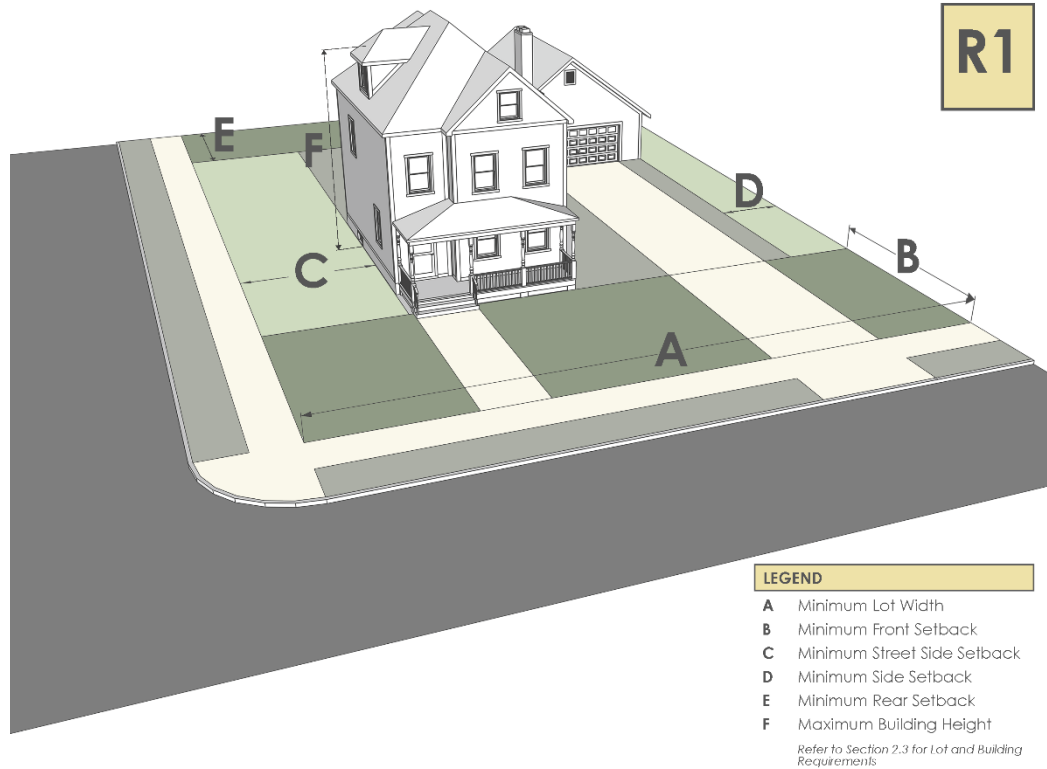 R1
E
F
D
C
B
A
LEGEND
A Minimum Lot Width
B Minimum Front Setback
C Minimum Street Side Setback
D Minimum Side Setback
E Minimum Rear Setback
F Maximum Building Height
Refer to Section 2.3 for Lot and Building
Requirements